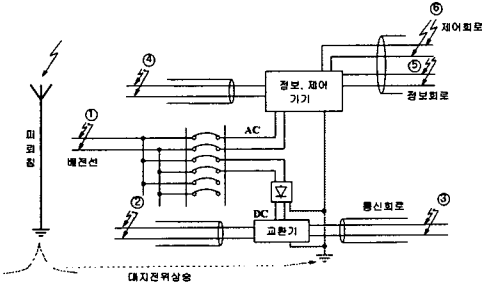 ⑥
제어회로
④
⑤
정보, 제어
기기
정보회로
①
AC
피뢰침
배전선
②
DC
③
통신회로
교환기
대지전위상승